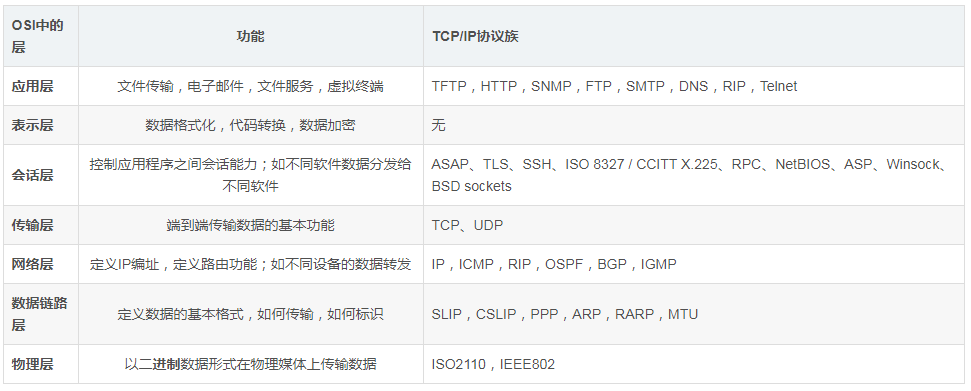 OSI中的
层
功能
TCP/IP协议族
应用层
文件传输，电子邮件，文件服务，虚拟终端
TFTP，HTTP，SNMP，FTP，SMTP，DNS，RIP，Telnet
表示层
数据格式化，代码转换，数据加密
无
会话层
控制应用程序之间会话能力；如不同软件数据分发给
不同软件
ASAP、TLS、SSH、ISO 8327 / CCITT X.225、RPC、NetBIOS、ASP、Winsock、
BSD sockets
传输层
端到端传输数据的基本功能
TCP、UDP
网络层
定义IP编址，定义路由功能；如不同设备的数据转发
IP，ICMP，RIP，OSPF，BGP，IGMP
数据链路
层
定义数据的基本格式，如何传输，如何标识
SLIP，CSLIP，PPP，ARP，RARP，MTU
物理层
以二进制数据形式在物理媒体上传输数据
ISO2110，IEEE802